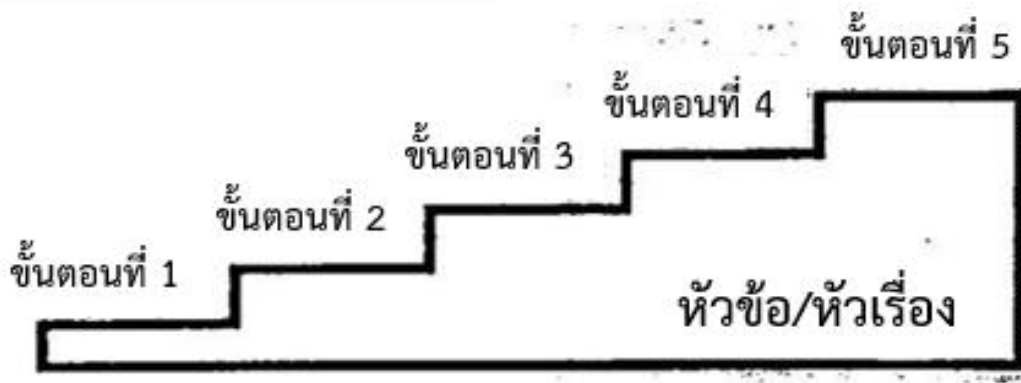 ขั้นตอนที่ 5
ขั้นตอนที่ 4
ขั้นตอนที่ 3
ขั้นตอนที่ 2
ขั้นตอนที่ 1
หัวข้อ/หัวเรื่อง